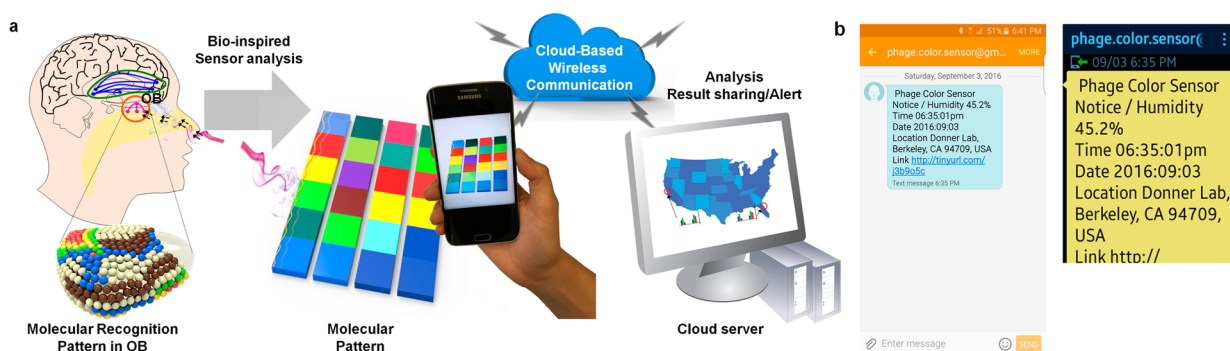 a
Bio-inspired
Sensor analysis
OB
Molecular Recognition
Pattern in OB
Molecular
Pattern
SAMSUNG
Cloud-Based
Wireless
Communication
Analysis
Result sharing/Alert
Cloud server
b
51% 6:41 PM
phage.color.sensor@gm... MORE
Saturday, September 3, 2016
Phage Color Sensor
Notice / Humidity 45.2%
Time 06:35:01pm
Date 2016:09:03
Location Donner Lab,
Berkeley, CA 94709, USA
Link http://tinyurl.com/
j3b9o5c
Text message 6:35 PM
Enter message SEND
phage.color.sensor@
09/03 6:35 PM
Phage Color Sensor
Notice / Humidity
45.2%
Time 06:35:01pm
Date 2016:09:03
Location Donner Lab,
Berkeley, CA 94709,
USA
Link http://